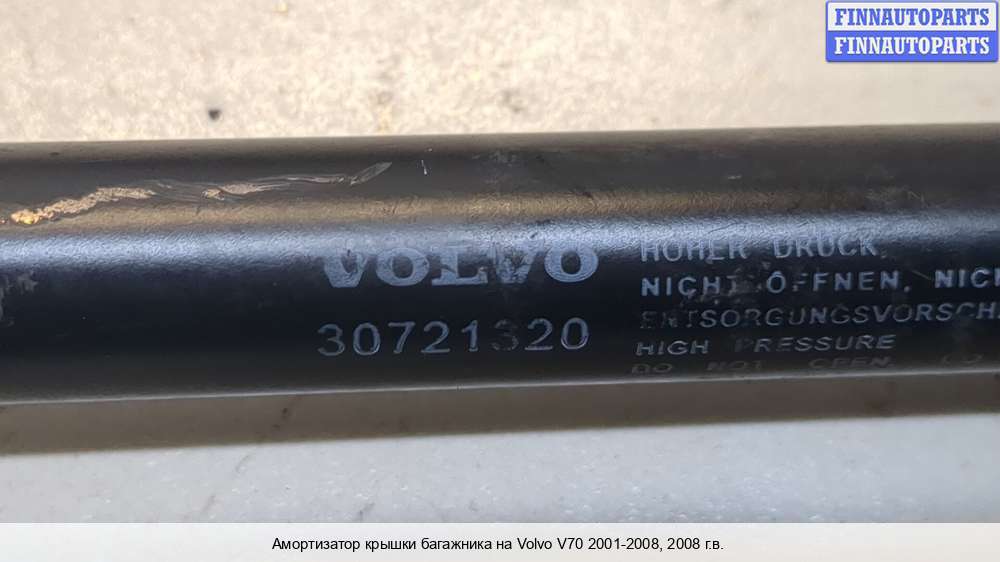 FINNAUTOPARTS
FINNAUTOPARTS
VOLVO
30721320
HOHER DRUCK
NICHT ÖFFNEN, NICH
ENTSORGUNGSVORSCH
HIGH PRESSURE
DO NOT OPEN,
Амортизатор крышки багажника на Volvo V70 2001-2008, 2008 г.в.